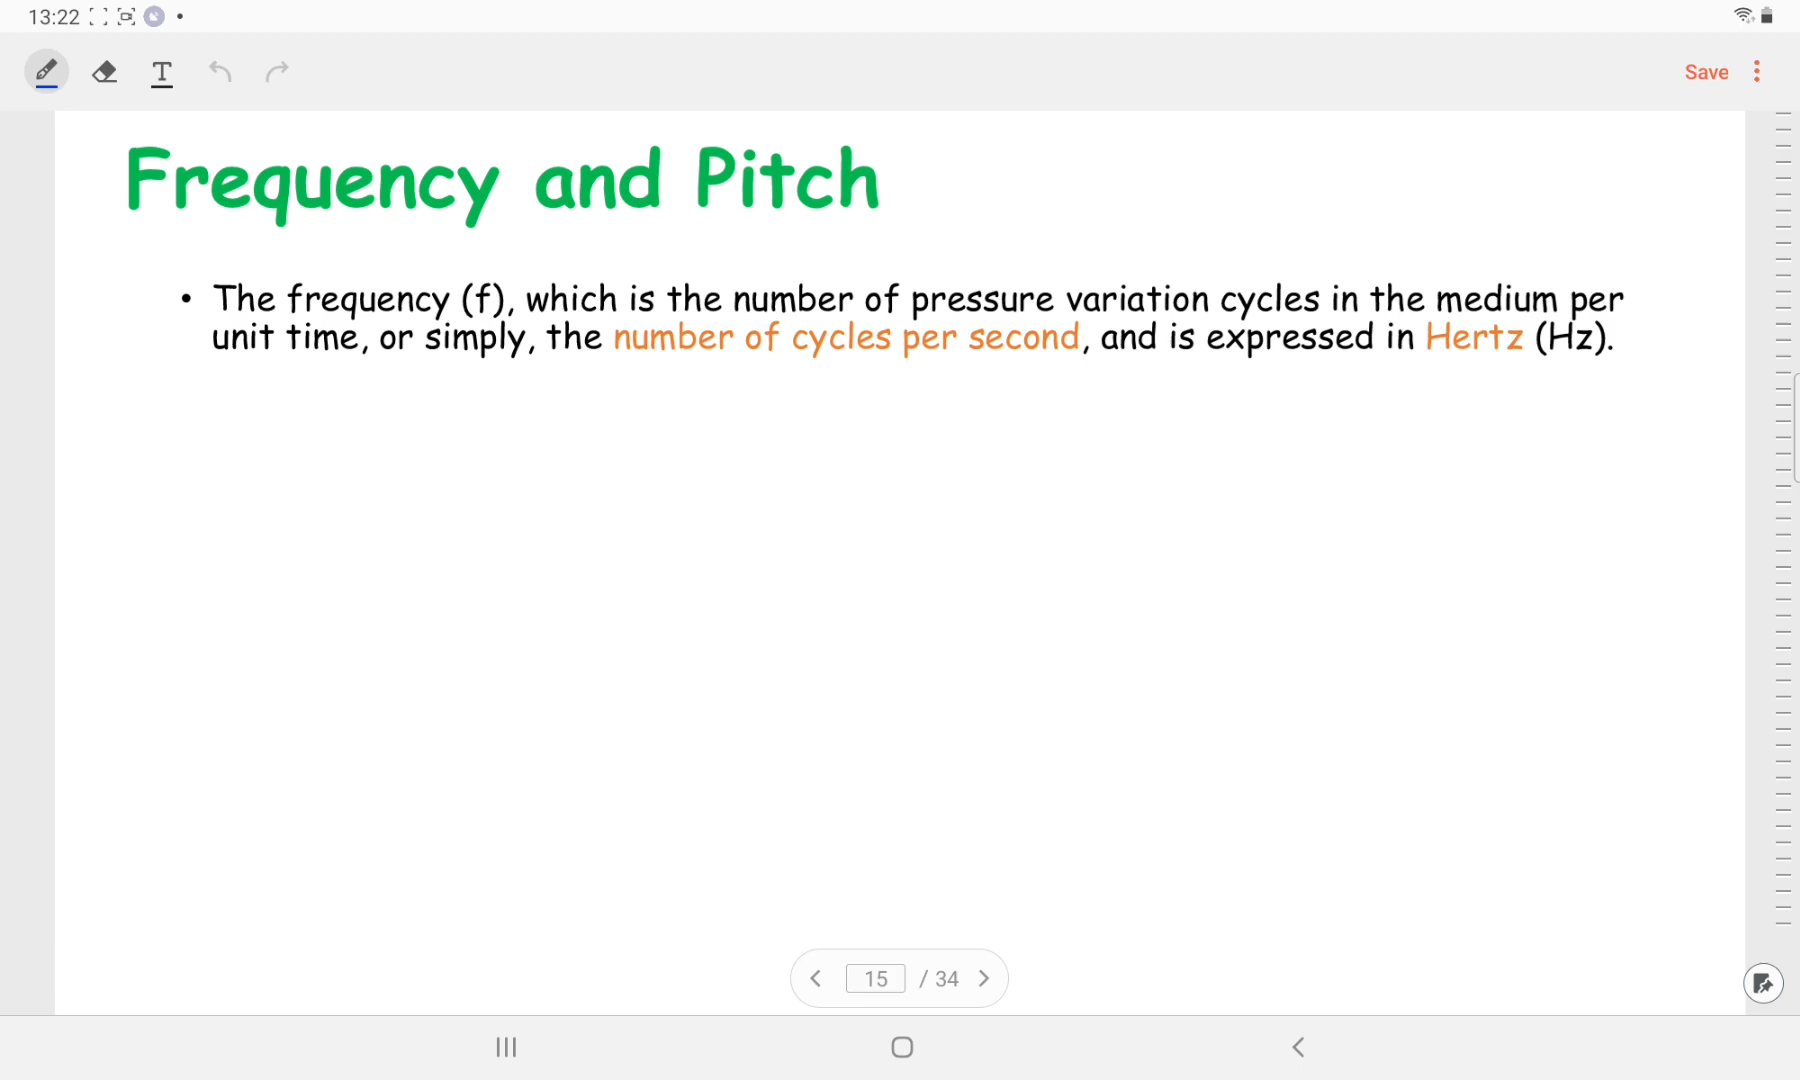 13:22
Save
Frequency and Pitch
• The frequency (f), which is the number of pressure variation cycles in the medium per
unit time, or simply, the number of cycles per second, and is expressed in Hertz (Hz).
15 / 34